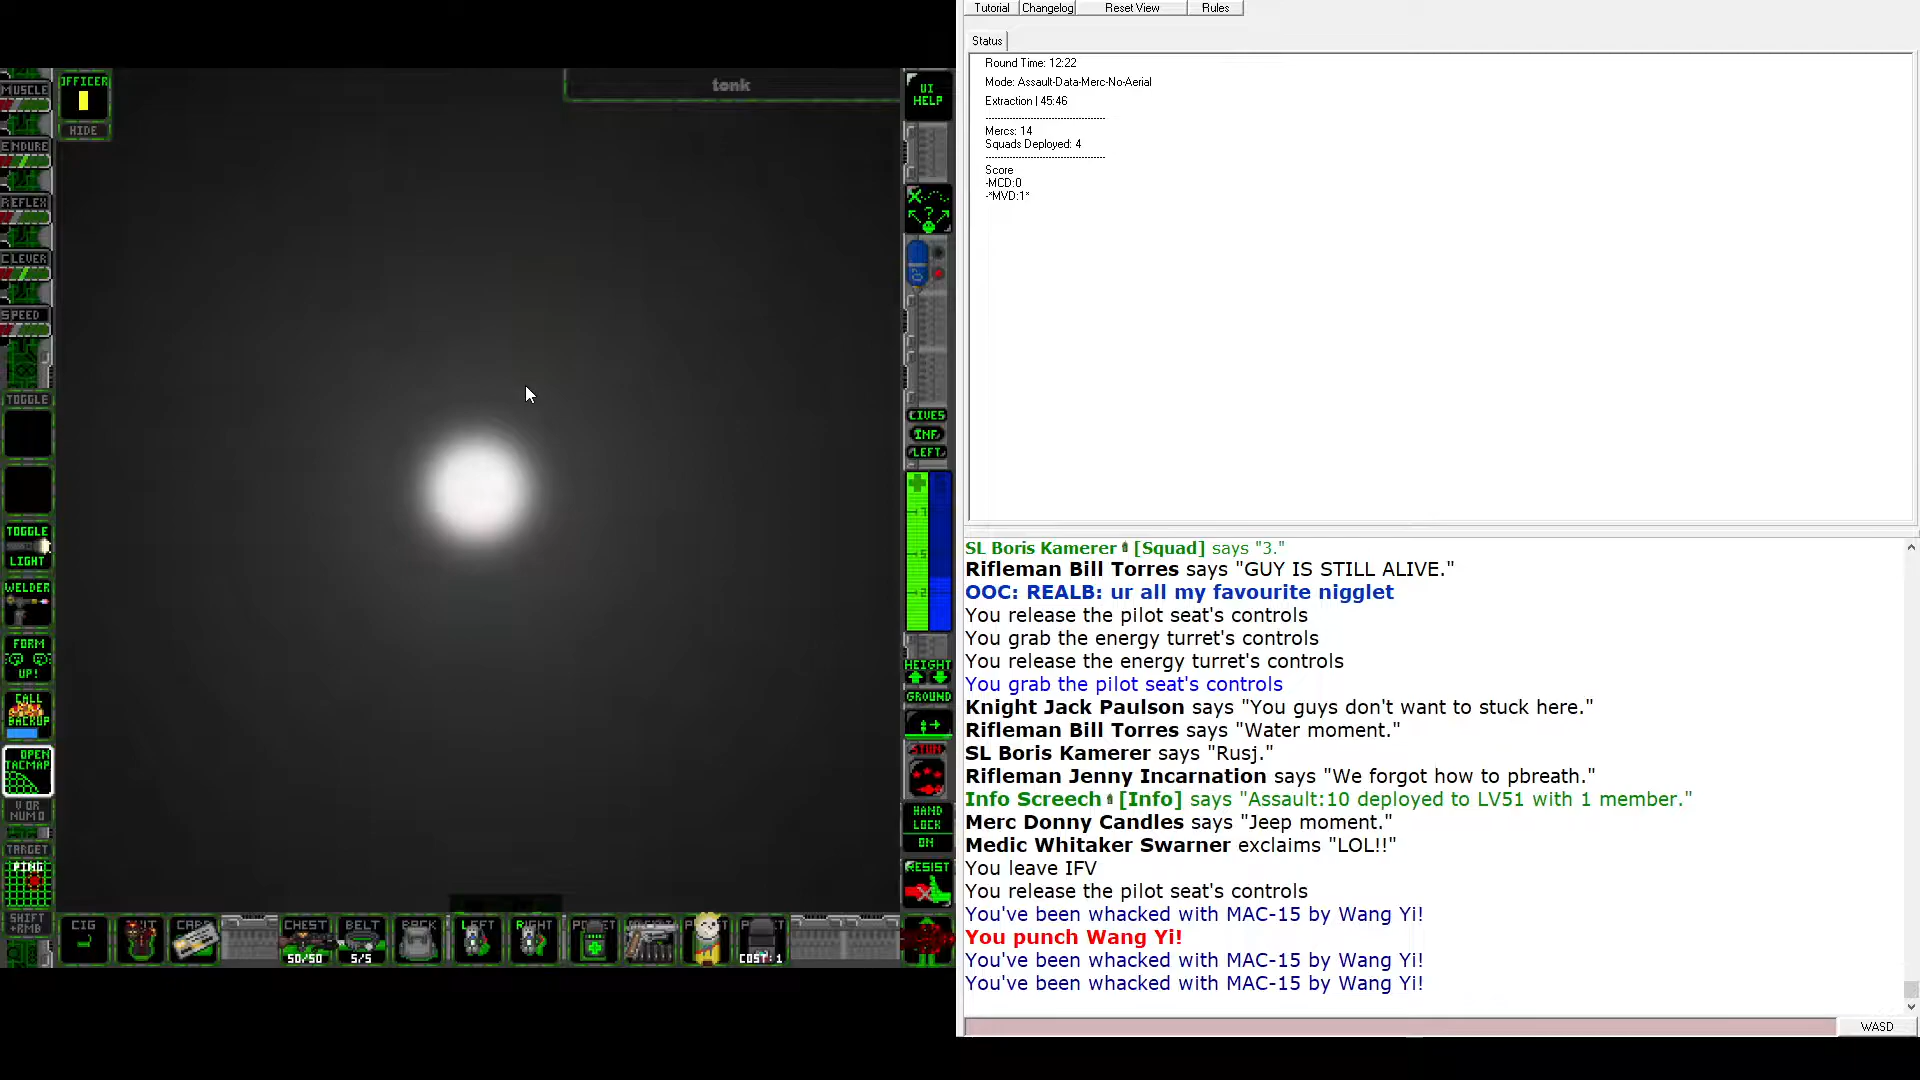 Tutorial Changelog Reset View Rules
Status
Round Time: 12:22
Mode: Assault-Data-Merc-No-Aerial
Extraction | 45:46
Mercs: 14
Squads Deployed: 4
Score
-MCD:0
-*MVD:1*
OFFICER
HIDE
tonk
MUSCLE
ENDURE
REFLEX
CLEVER
SPEED
TOGGLE
TOGGLE
LIGHT
WELDER
FORM
UP!
CALL
BACKUP
OPEN
TACMAP
V OR
NUM 0
TARGET
PING
SHIFT
+RMB
UI
HELP
CIVES
INF
LEFT
HEIGHT
GROUND
STUN
HAND
LOCK
ON
RESIST
CIG CARD CHEST BELT BACK LEFT RIGHT POCKET
50/50 5/5 COST:1
SL Boris Kamerer [Squad] says "3."
Rifleman Bill Torres says "GUY IS STILL ALIVE."
OOC: REALB: ur all my favourite nigglet
You release the pilot seat's controls
You grab the energy turret's controls
You release the energy turret's controls
You grab the pilot seat's controls
Knight Jack Paulson says "You guys don't want to stuck here."
Rifleman Bill Torres says "Water moment."
SL Boris Kamerer says "Rusj."
Rifleman Jenny Incarnation says "We forgot how to pbreath."
Info Screech [Info] says "Assault:10 deployed to LV51 with 1 member."
Merc Donny Candles says "Jeep moment."
Medic Whitaker Swarner exclaims "LOL!!"
You leave IFV
You release the pilot seat's controls
You've been whacked with MAC-15 by Wang Yi!
You punch Wang Yi!
You've been whacked with MAC-15 by Wang Yi!
You've been whacked with MAC-15 by Wang Yi!
WASD